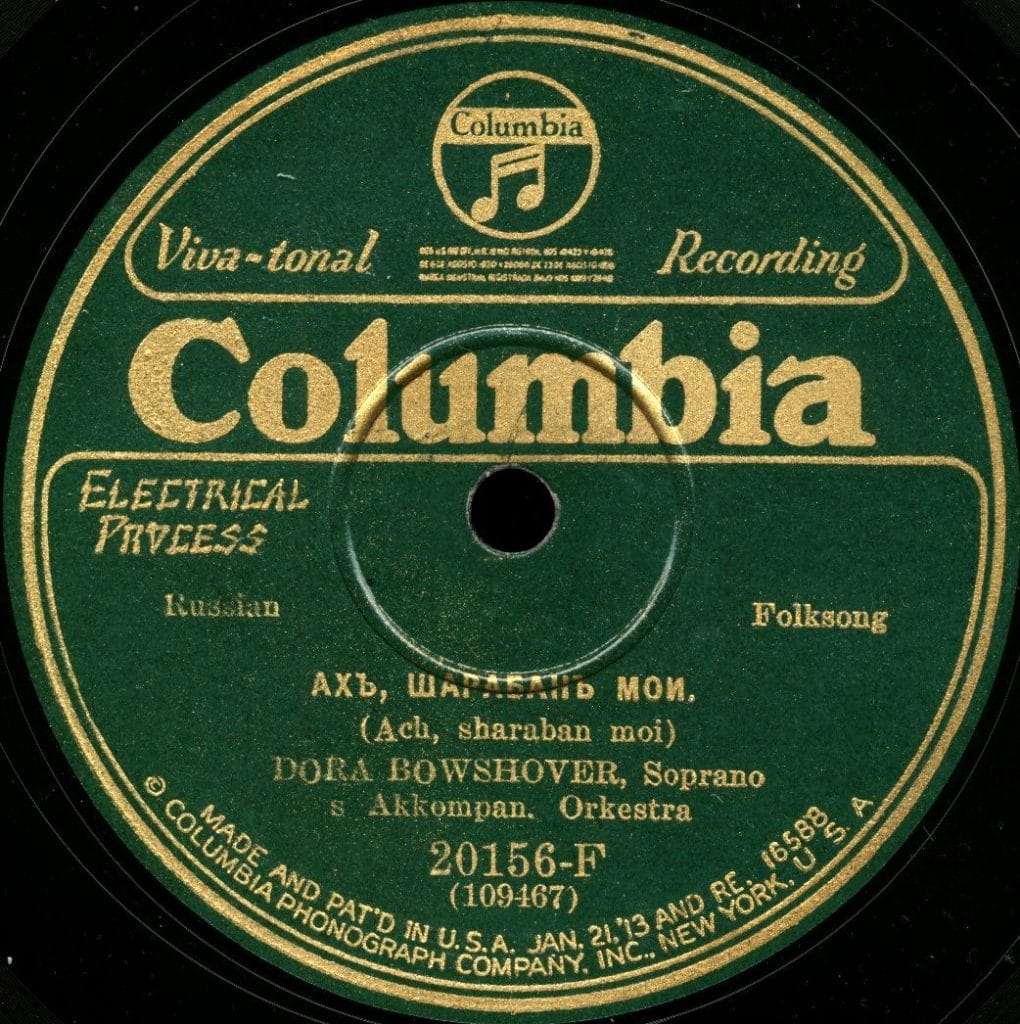 Columbia
Viva-tonal Recording
Columbia
ELECTRICAL
PROCESS
Russian Folksong
АХЪ, ШАРАБАНЪ МОИ.
(Ach, sharaban moi)
DORA BOWSHOVER, Soprano
s Akkompan. Orkestra
20156-F
(109467)
MADE AND PAT'D IN U.S.A. JAN. 21,'13 AND RE. 16588
© COLUMBIA PHONOGRAPH COMPANY, INC., NEW YORK, U. S. A